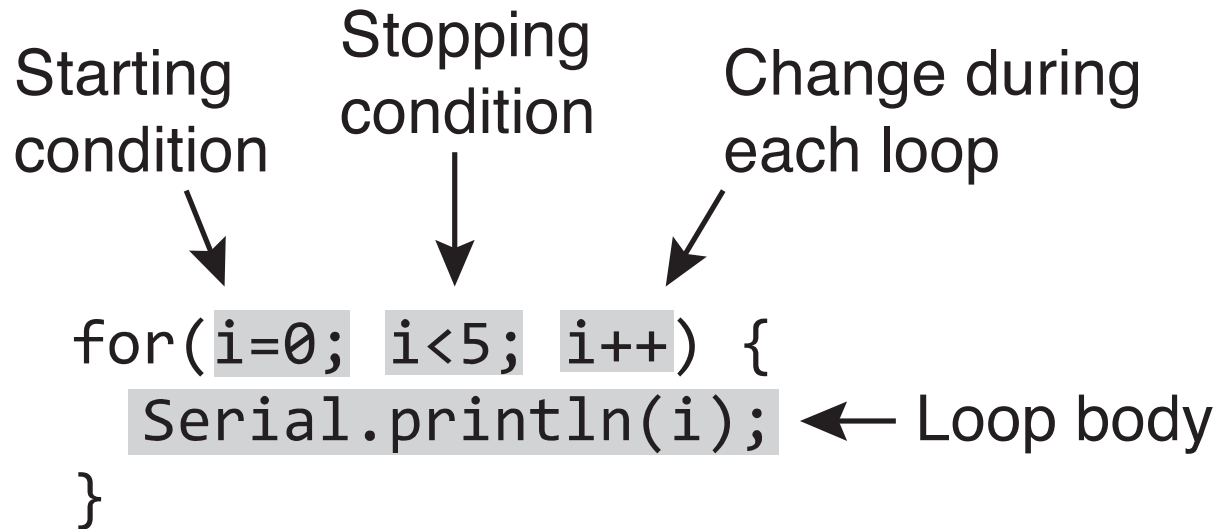 Starting
condition
Stopping
condition
Change during
each loop
for(i=0; i<5; i++) {
Serial.println(i);
Loop body
}